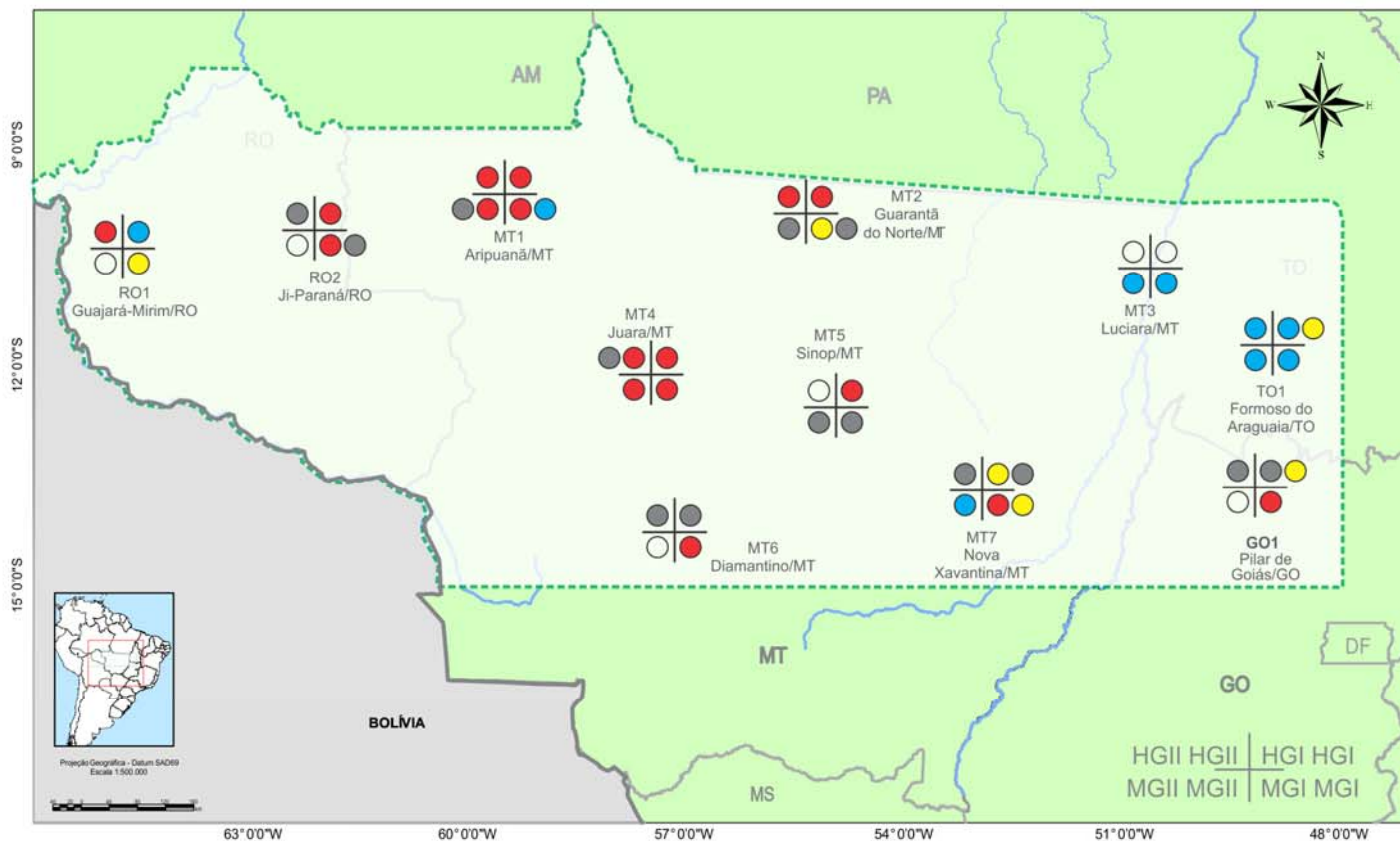 AM
PA
N
W
E
S
9°0'0"S
12°0'0"S
15°0'0"S
RO
TO
RO1
Guajará-Mirim/RO
RO2
Ji-Paraná/RO
MT1
Aripuanã/MT
MT2
Guarantã
do Norte/MT
MT3
Luciara/MT
MT4
Juara/MT
MT5
Sinop/MT
TO1
Formoso do
Araguaia/TO
MT6
Diamantino/MT
MT7
Nova
Xavantina/MT
GO1
Pilar de
Goiás/GO
MT
GO
DF
MS
BOLÍVIA
HGII HGII HGI HGI
MGII MGII MGI MGI
Projeção Geográfica - Datum SAD69
Escala 1:500.000
63°0'0"W
60°0'0"W
57°0'0"W
54°0'0"W
51°0'0"W
48°0'0"W